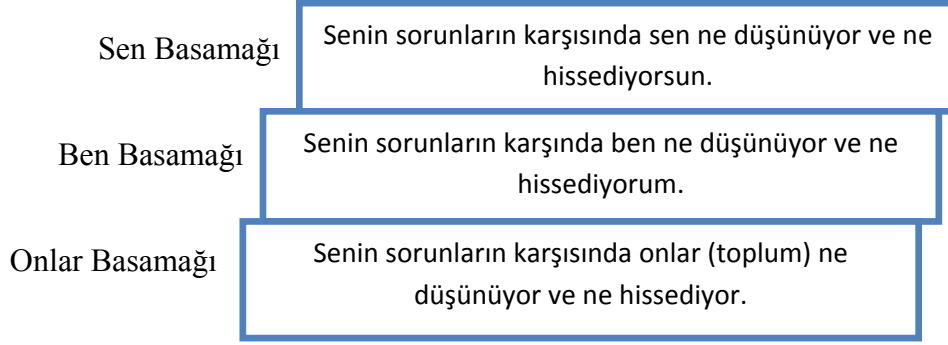 Sen Basamağı
Senin sorunların karşısında sen ne düşünüyor ve ne
hissediyorsun.
Ben Basamağı
Senin sorunların karşında ben ne düşünüyor ve ne
hissediyorum.
Onlar Basamağı
Senin sorunların karşısında onlar (toplum) ne
düşünüyor ve ne hissediyor.